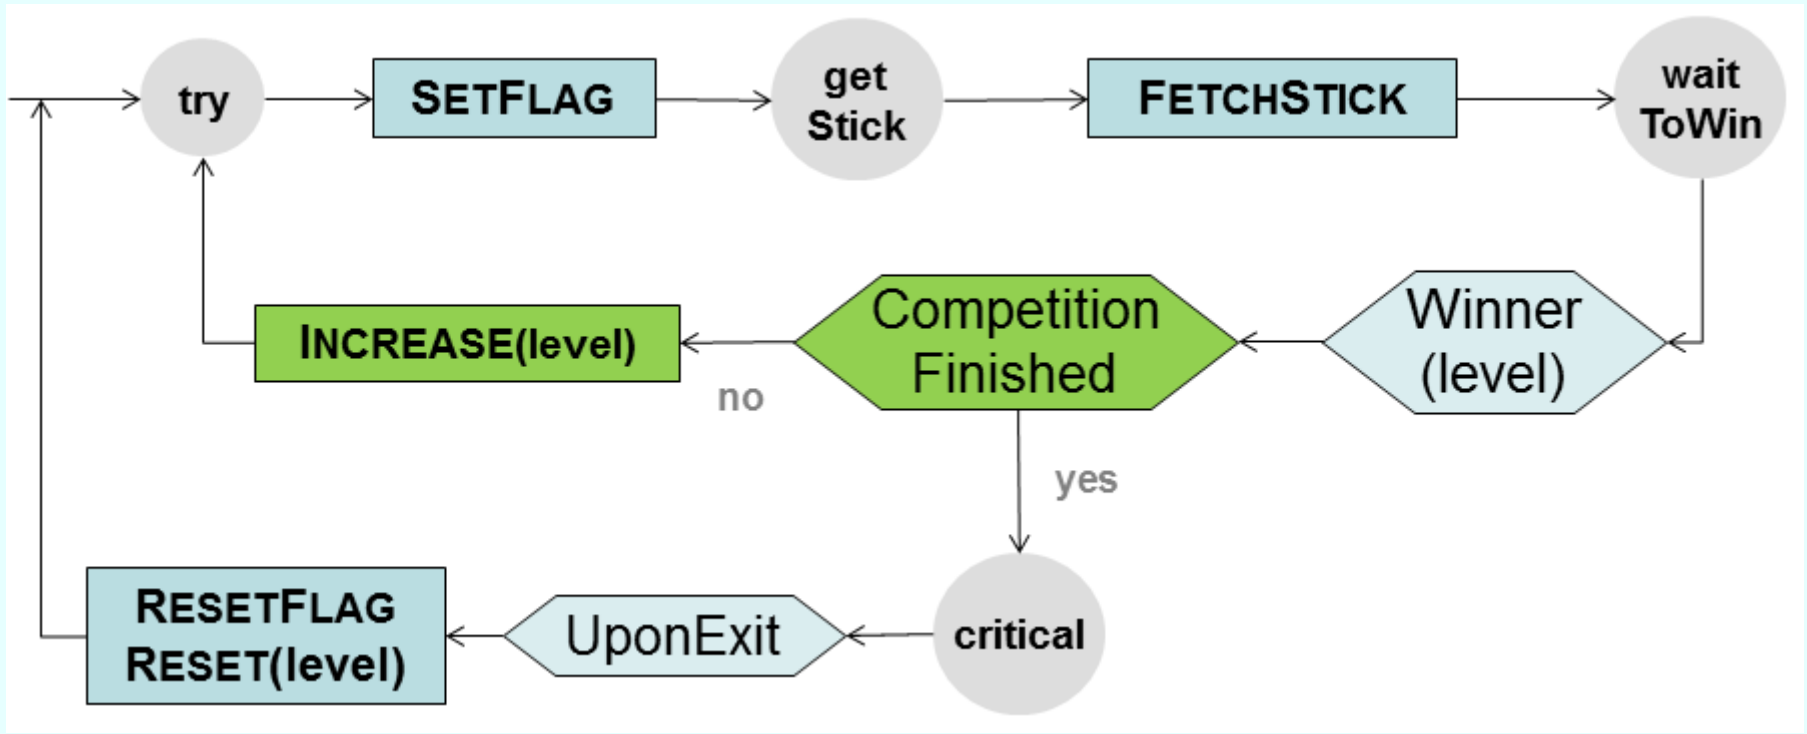 try
SETFLAG
get
Stick
FETCHSTICK
wait
ToWin
Winner
(level)
Competition
Finished
no
INCREASE(level)
yes
critical
UponExit
RESETFLAG
RESET(level)